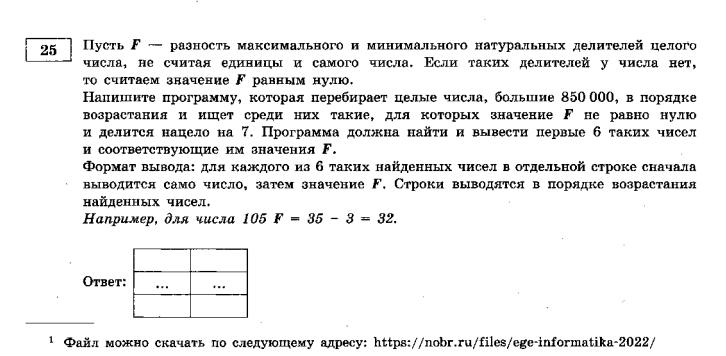 25
Пусть F — разность максимального и минимального натуральных делителей целого
числа, не считая единицы и самого числа. Если таких делителей у числа нет,
то считаем значение F равным нулю.
Напишите программу, которая перебирает целые числа, большие 850 000, в порядке
возрастания и ищет среди них такие, для которых значение F не равно нулю
и делится нацело на 7. Программа должна найти и вывести первые 6 таких чисел
и соответствующие им значения F.
Формат вывода: для каждого из 6 таких найденных чисел в отдельной строке сначала
выводится само число, затем значение F. Строки выводятся в порядке возрастания
найденных чисел.
Например, для числа 105 F = 35 − 3 = 32.
Ответ: ... ...
¹ Файл можно скачать по следующему адресу: https://nobr.ru/files/ege-informatika-2022/